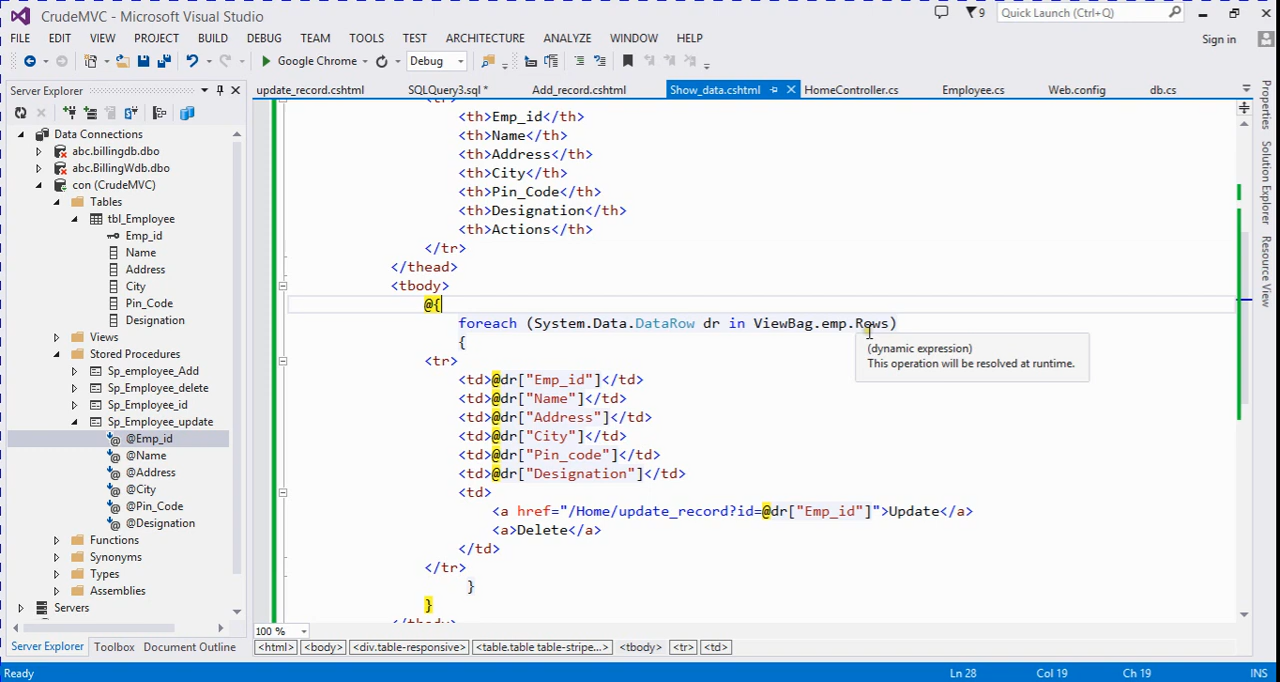 CrudeMVC - Microsoft Visual Studio
9
Quick Launch (Ctrl+Q)
FILE EDIT VIEW PROJECT BUILD DEBUG TEAM TOOLS TEST ARCHITECTURE ANALYZE WINDOW HELP
Sign in
Google Chrome
Debug
Server Explorer
update_record.cshtml SQLQuery3.sql * Add_record.cshtml Show_data.cshtml HomeController.cs Employee.cs Web.config db.cs
Data Connections
abc.billingdb.dbo
abc.BillingWdb.dbo
con (CrudeMVC)
Tables
tbl_Employee
Emp_id
Name
Address
City
Pin_Code
Designation
Views
Stored Procedures
Sp_employee_Add
Sp_employee_delete
Sp_Employee_id
Sp_Employee_update
@Emp_id
@Name
@Address
@City
@Pin_Code
@Designation
Functions
Synonyms
Types
Assemblies
Servers
Server Explorer Toolbox Document Outline
<tr>
<th>Emp_id</th>
<th>Name</th>
<th>Address</th>
<th>City</th>
<th>Pin_Code</th>
<th>Designation</th>
<th>Actions</th>
</tr>
</thead>
<tbody>
@{
foreach (System.Data.DataRow dr in ViewBag.emp.Rows)
{
(dynamic expression)
This operation will be resolved at runtime.
<tr>
<td>@dr["Emp_id"]</td>
<td>@dr["Name"]</td>
<td>@dr["Address"]</td>
<td>@dr["City"]</td>
<td>@dr["Pin_code"]</td>
<td>@dr["Designation"]</td>
<td>
<a href="/Home/update_record?id=@dr["Emp_id"]">Update</a>
<a>Delete</a>
</td>
</tr>
}
}
</tbody>
100 %
<html> <body> <div.table-responsive> <table.table table-stripe...> <tbody> <tr> <td>
Properties
Solution Explorer
Resource View
Ready Ln 28 Col 19 Ch 19 INS